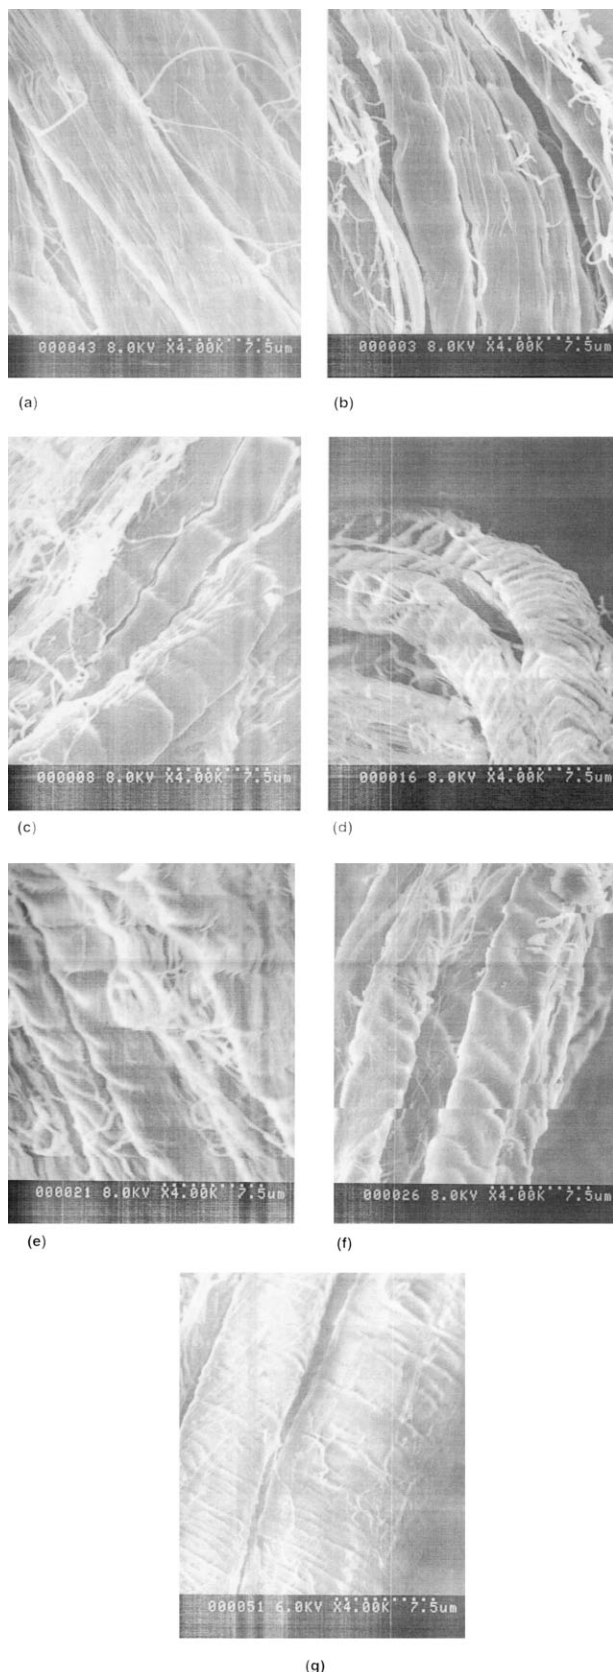 000043 8.0KV X4.00K 7.5um
000003 8.0KV X4.00K 7.5um
(a)
(b)
000008 8.0KV X4.00K 7.5um
000016 8.0KV X4.00K 7.5um
(c)
(d)
000021 8.0KV X4.00K 7.5um
000026 8.0KV X4.00K 7.5um
(e)
(f)
000051 6.0KV X4.00K 7.5um
(g)